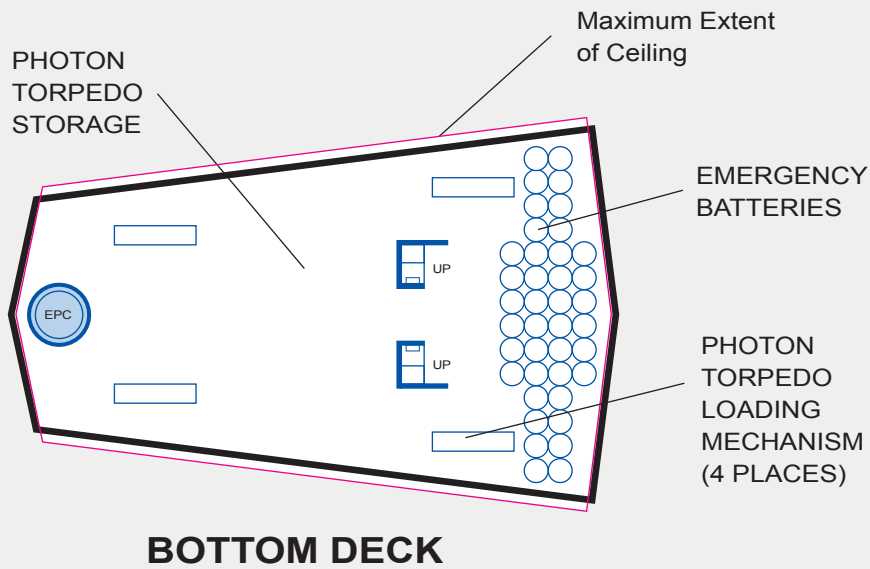 Maximum Extent
of Ceiling
PHOTON
TORPEDO
STORAGE
EMERGENCY
BATTERIES
UP
EPC
UP
PHOTON
TORPEDO
LOADING
MECHANISM
(4 PLACES)
BOTTOM DECK